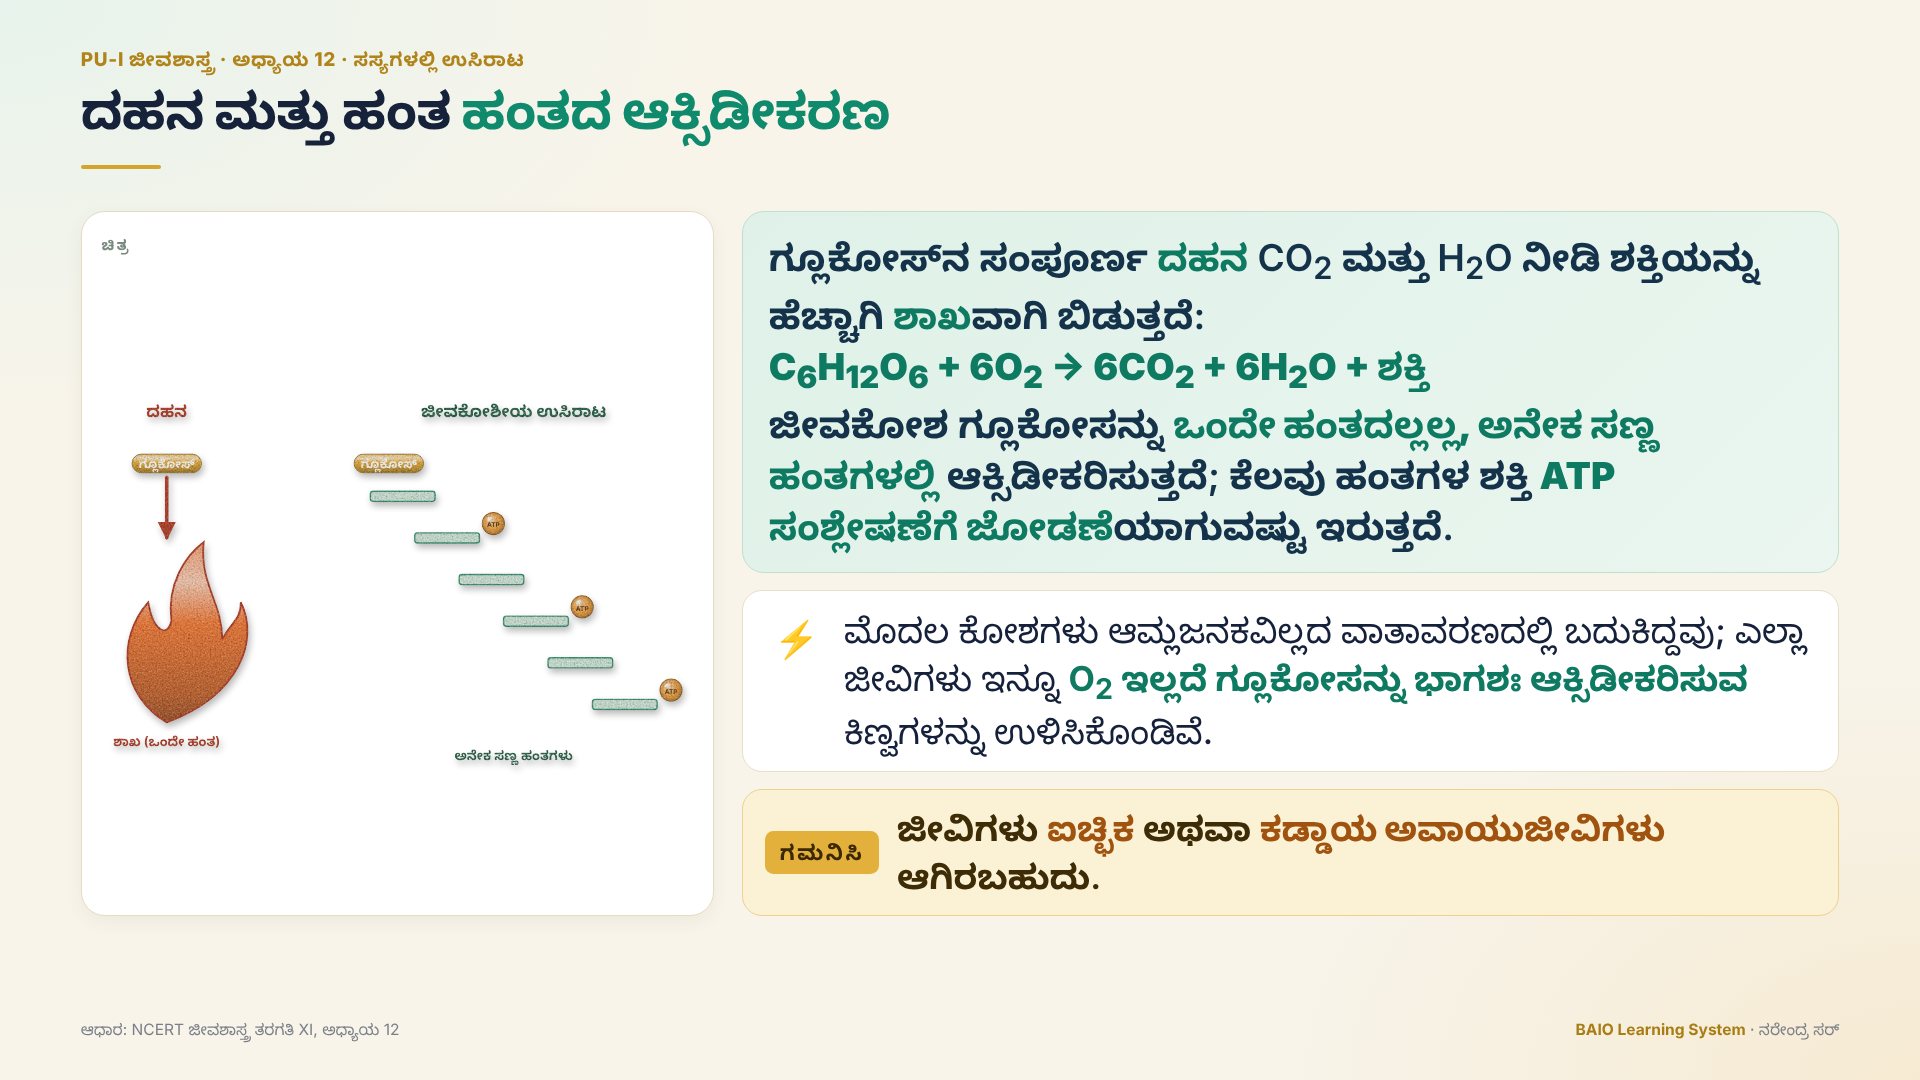 PU-I ಜೀವಶಾಸ್ತ್ರ · ಅಧ್ಯಾಯ 12 · ಸಸ್ಯಗಳಲ್ಲಿ ಉಸಿರಾಟ
ದಹನ ಮತ್ತು ಹಂತ ಹಂತದ ಆಕ್ಸಿಡೀಕರಣ
ಚಿತ್ರ
ದಹನ
ಜೀವಕೋಶೀಯ ಉಸಿರಾಟ
ಗ್ಲೂಕೋಸ್
ಗ್ಲೂಕೋಸ್
ATP
ATP
ATP
ಶಾಖ (ಒಂದೇ ಹಂತ)
ಅನೇಕ ಸಣ್ಣ ಹಂತಗಳು
ಗ್ಲೂಕೋಸ್‌ನ ಸಂಪೂರ್ಣ ದಹನ CO₂ ಮತ್ತು H₂O ನೀಡಿ ಶಕ್ತಿಯನ್ನು
ಹೆಚ್ಚಾಗಿ ಶಾಖವಾಗಿ ಬಿಡುತ್ತದೆ:
C₆H₁₂O₆ + 6O₂ → 6CO₂ + 6H₂O + ಶಕ್ತಿ
ಜೀವಕೋಶ ಗ್ಲೂಕೋಸನ್ನು ಒಂದೇ ಹಂತದಲ್ಲಲ್ಲ, ಅನೇಕ ಸಣ್ಣ
ಹಂತಗಳಲ್ಲಿ ಆಕ್ಸಿಡೀಕರಿಸುತ್ತದೆ; ಕೆಲವು ಹಂತಗಳ ಶಕ್ತಿ ATP
ಸಂಶ್ಲೇಷಣೆಗೆ ಜೋಡಣೆಯಾಗುವಷ್ಟು ಇರುತ್ತದೆ.
⚡ ಮೊದಲ ಕೋಶಗಳು ಆಮ್ಲಜನಕವಿಲ್ಲದ ವಾತಾವರಣದಲ್ಲಿ ಬದುಕಿದ್ದವು; ಎಲ್ಲಾ
ಜೀವಿಗಳು ಇನ್ನೂ O₂ ಇಲ್ಲದೆ ಗ್ಲೂಕೋಸನ್ನು ಭಾಗಶಃ ಆಕ್ಸಿಡೀಕರಿಸುವ
ಕಿಣ್ವಗಳನ್ನು ಉಳಿಸಿಕೊಂಡಿವೆ.
ಗಮನಿಸಿ
ಜೀವಿಗಳು ಐಚ್ಛಿಕ ಅಥವಾ ಕಡ್ಡಾಯ ಅವಾಯುಜೀವಿಗಳು
ಆಗಿರಬಹುದು.
ಆಧಾರ: NCERT ಜೀವಶಾಸ್ತ್ರ ತರಗತಿ XI, ಅಧ್ಯಾಯ 12
BAIO Learning System · ನರೇಂದ್ರ ಸರ್